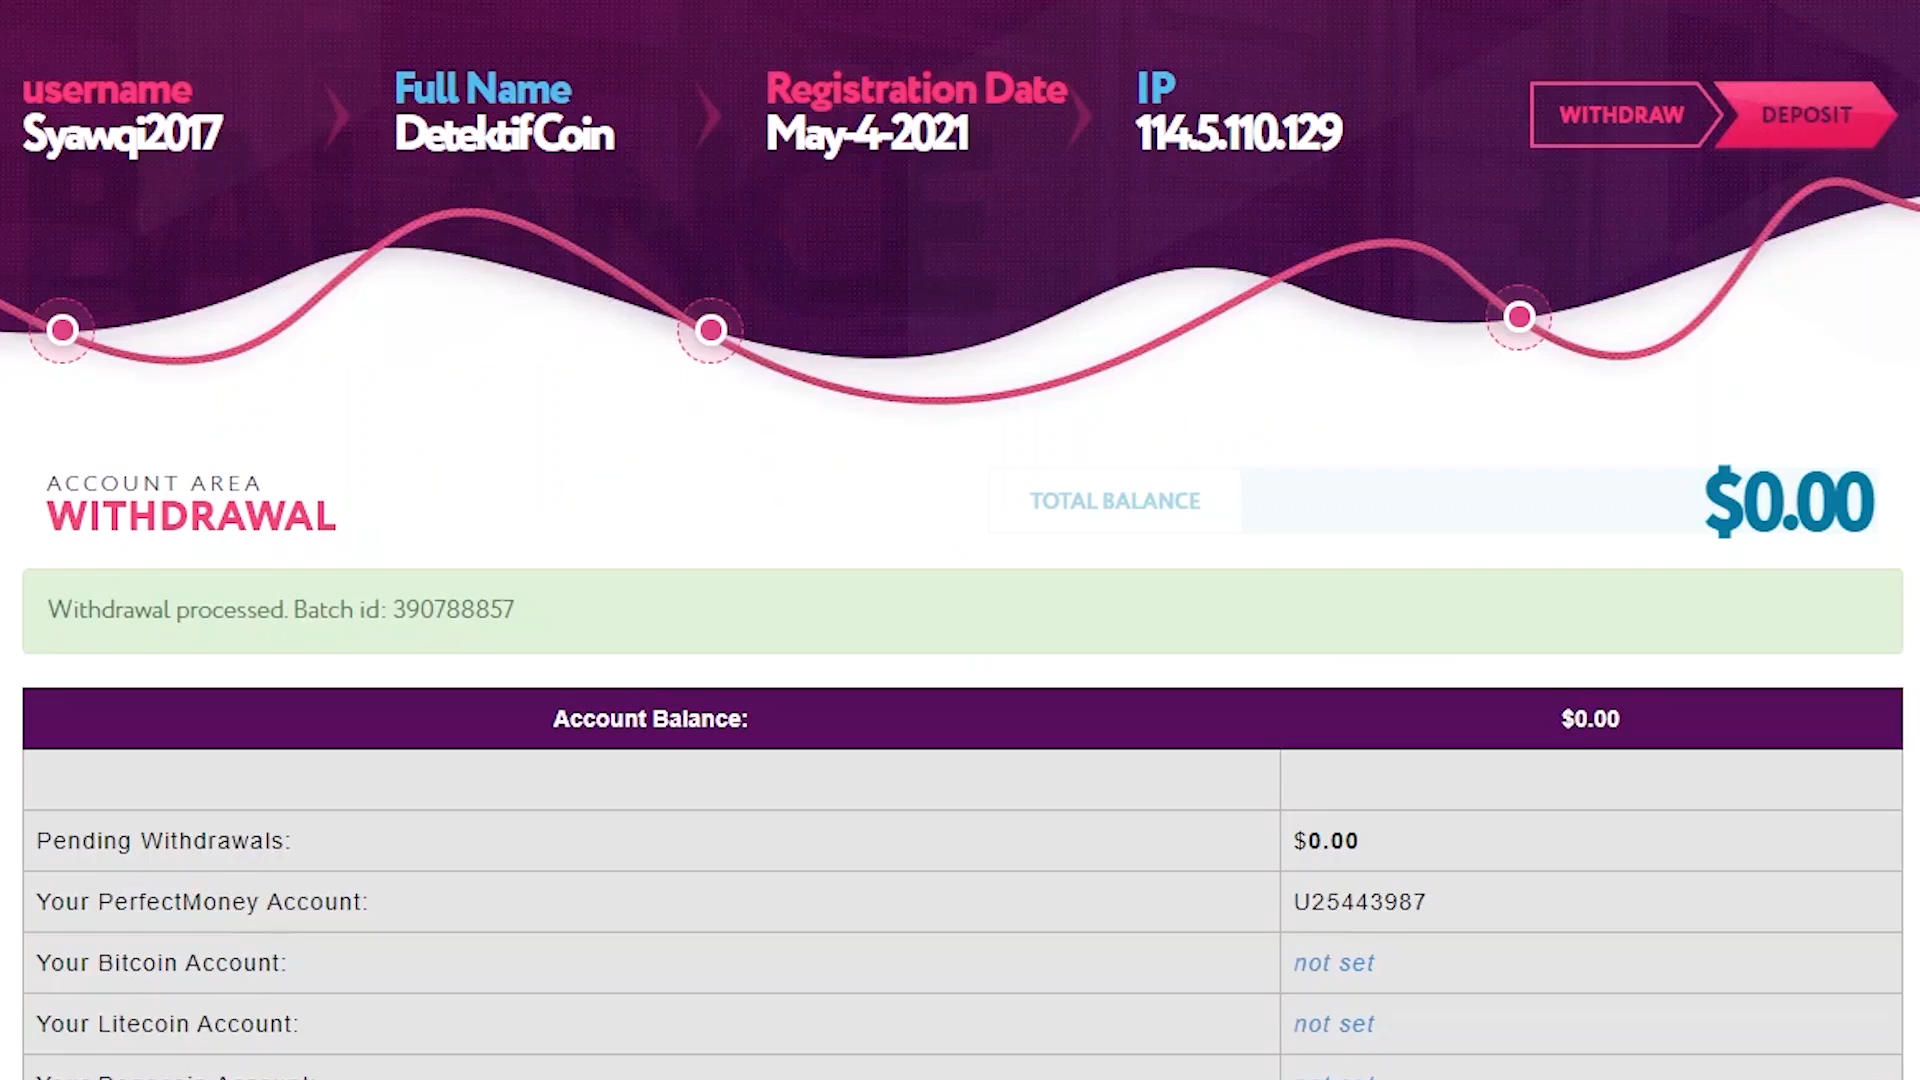 username
Syawqi2017
Full Name
DetektifCoin
Registration Date
May-4-2021
IP
114.5.110.129
WITHDRAW
DEPOSIT
BALANCE
ACCOUNT AREA
WITHDRAWAL
TOTAL BALANCE
$0.00
Withdrawal processed. Batch id: 390788857
Account Balance: $0.00
Pending Withdrawals: $0.00
Your PerfectMoney Account: U25443987
Your Bitcoin Account: not set
Your Litecoin Account: not set